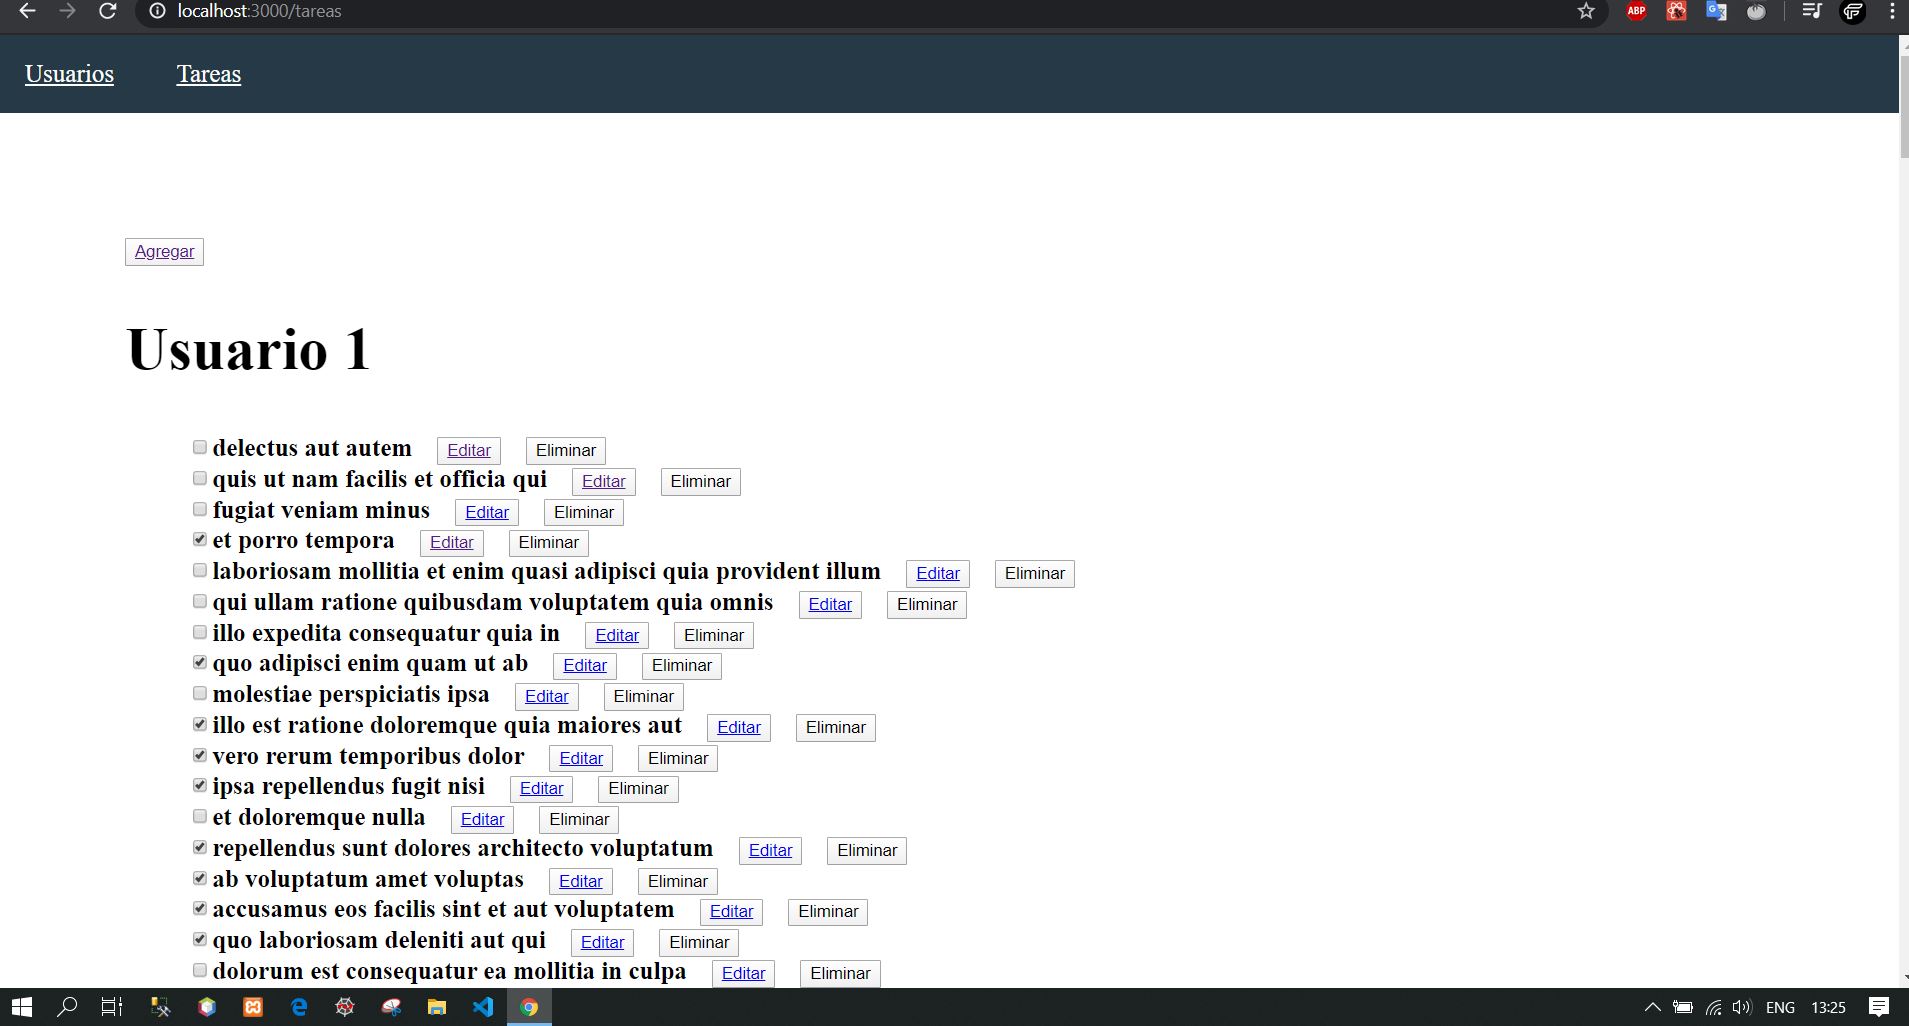 localhost:3000/tareas
ABP
Usuarios Tareas
Agregar
Usuario 1
delectus aut autem Editar Eliminar
quis ut nam facilis et officia qui Editar Eliminar
fugiat veniam minus Editar Eliminar
et porro tempora Editar Eliminar
laboriosam mollitia et enim quasi adipisci quia provident illum Editar Eliminar
qui ullam ratione quibusdam voluptatem quia omnis Editar Eliminar
illo expedita consequatur quia in Editar Eliminar
quo adipisci enim quam ut ab Editar Eliminar
molestiae perspiciatis ipsa Editar Eliminar
illo est ratione doloremque quia maiores aut Editar Eliminar
vero rerum temporibus dolor Editar Eliminar
ipsa repellendus fugit nisi Editar Eliminar
et doloremque nulla Editar Eliminar
repellendus sunt dolores architecto voluptatum Editar Eliminar
ab voluptatum amet voluptas Editar Eliminar
accusamus eos facilis sint et aut voluptatem Editar Eliminar
quo laboriosam deleniti aut qui Editar Eliminar
dolorum est consequatur ea mollitia in culpa Editar Eliminar
ENG 13:25